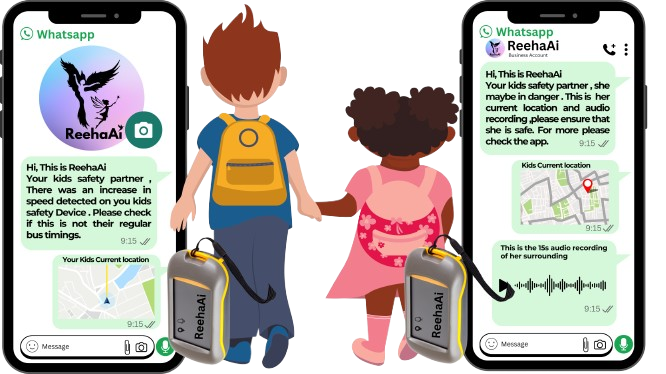 Whatsapp
ReehaAi
Hi, This is ReehaAi
Your kids safety partner ,
There was an increase in
speed detected on you kids
safety Device . Please check
if this is not their regular
bus timings.
9:15
Your Kids Current location
9:15
Message
ReehaAi
ReehaAi
Whatsapp
ReehaAi
Business Account
Hi, This is ReehaAi
Your kids safety partner , she
maybe in danger . This is her
current location and audio
recording ,please ensure that
she is safe. For more please
check the app.
9:15
Kids Current location
9:15
This is the 15s audio recording
of her surrounding
9:15
Message